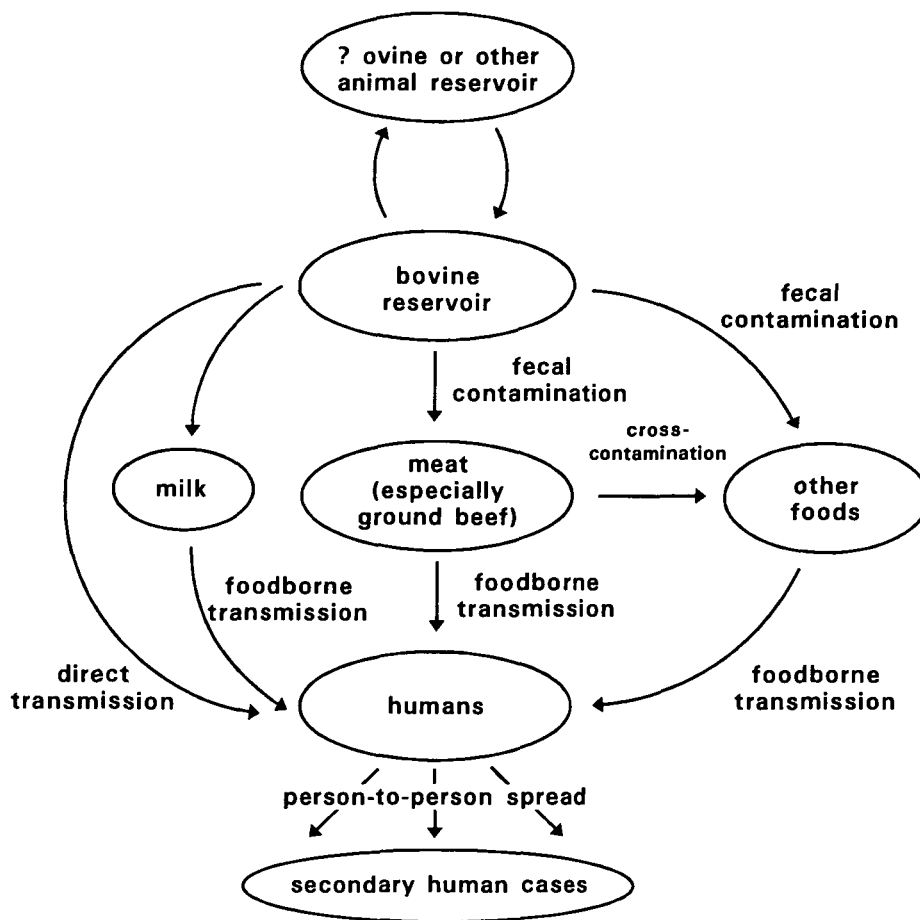 ? ovine or other
animal reservoir
bovine
reservoir
fecal
contamination
fecal
contamination
cross-
contamination
milk
meat
(especially
ground beef)
other
foods
foodborne
transmission
foodborne
transmission
direct
transmission
humans
foodborne
transmission
person-to-person spread
secondary human cases